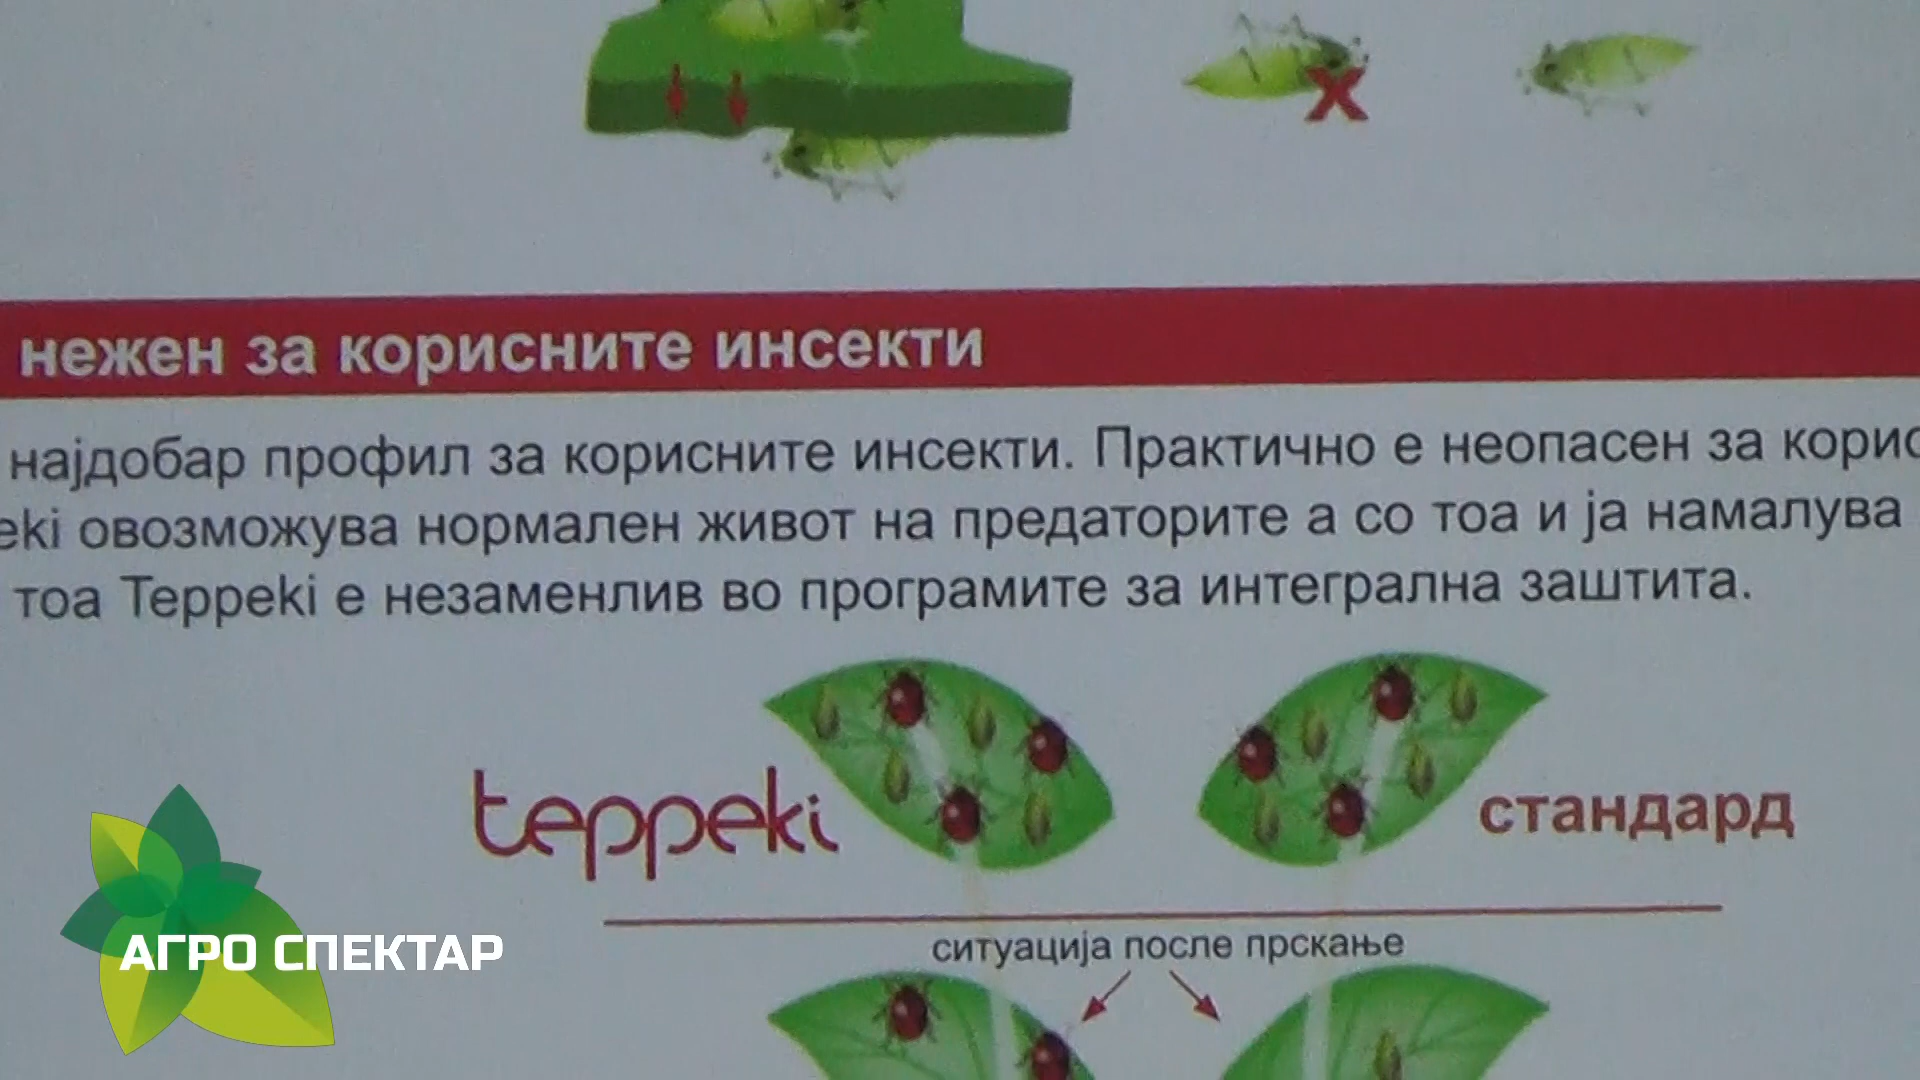 нежен за корисните инсекти
најдобар профил за корисните инсекти. Практично е неопасен за корис
eki овозможува нормален живот на предаторите а со тоа и ја намалува
тоа Teppeki е незаменлив во програмите за интегрална заштита.
teppeki
стандард
ситуација после прскање
АГРО СПЕКТАР